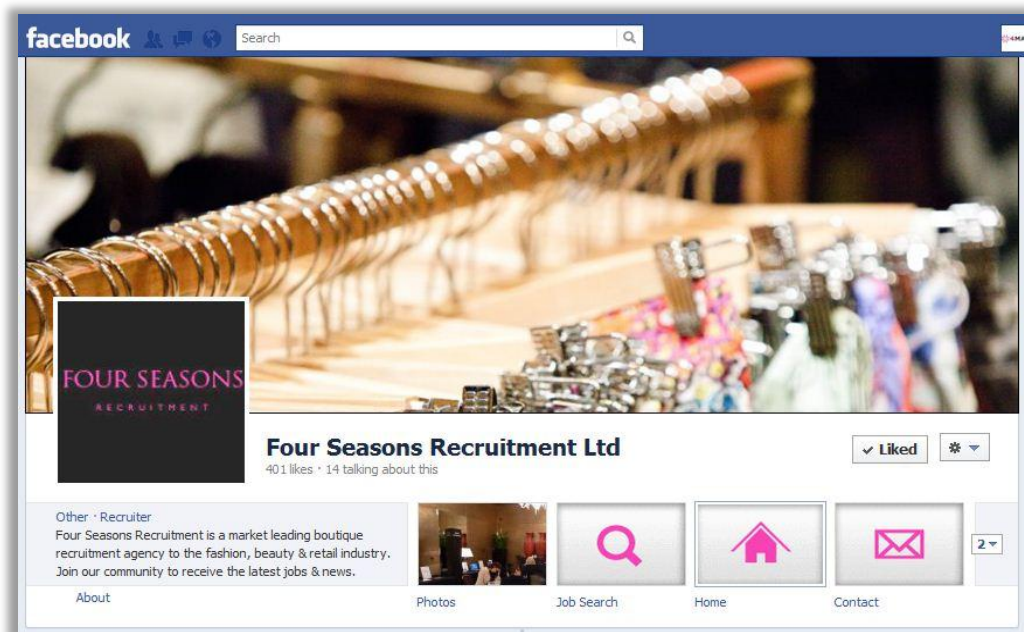 facebook
Search
FOUR SEASONS
RECRUITMENT
Four Seasons Recruitment Ltd
401 likes · 14 talking about this
✓ Liked
Other · Recruiter
Four Seasons Recruitment is a market leading boutique
recruitment agency to the fashion, beauty & retail industry.
Join our community to receive the latest jobs & news.
About
Photos
Job Search
Home
Contact
2